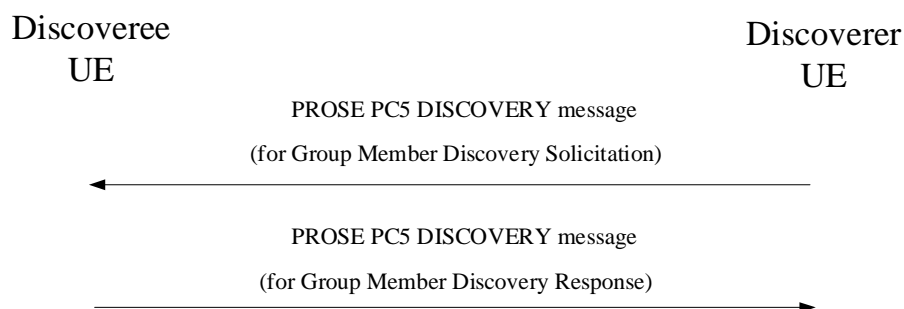 Discoveree
UE
Discoverer
UE
PROSE PC5 DISCOVERY message
(for Group Member Discovery Solicitation)
PROSE PC5 DISCOVERY message
(for Group Member Discovery Response)